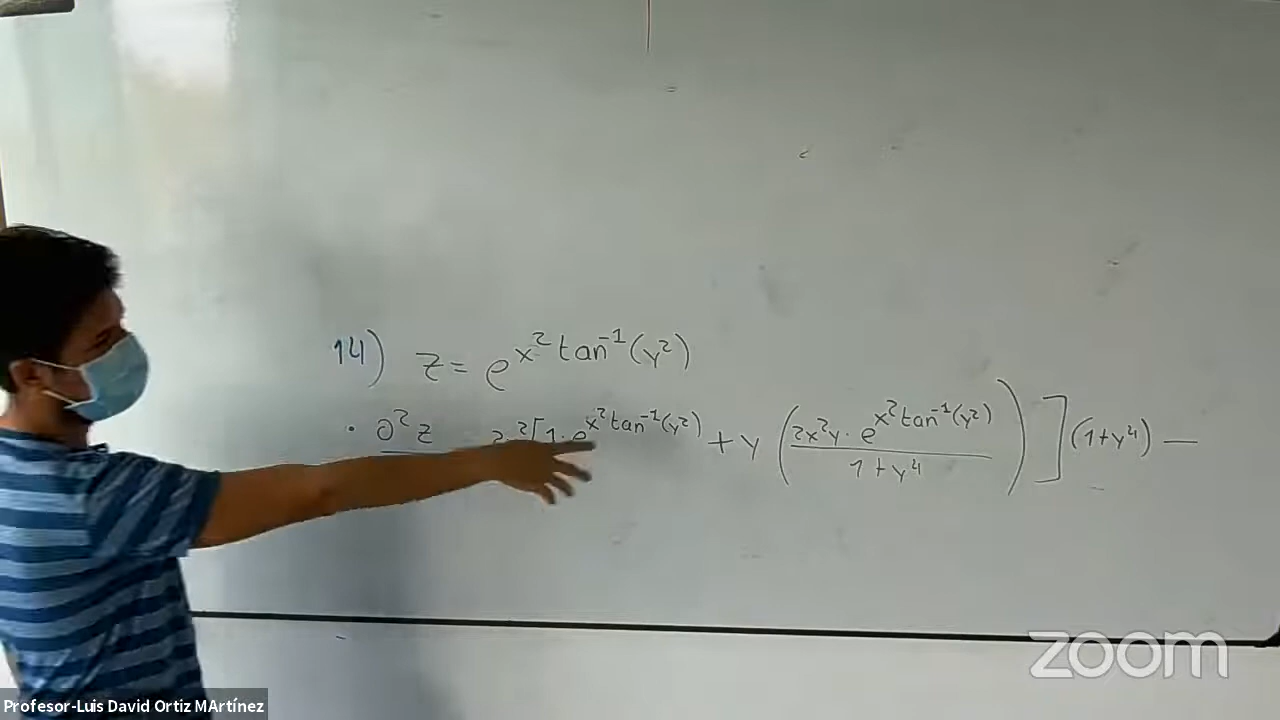 14) z = e^{x² tan⁻¹(y²)}
· ∂²z 2x²[1·e^{x² tan⁻¹(y²)} + y (2x²y · e^{x² tan⁻¹(y²)} / 1 + y⁴) ] (1+y⁴) —
zoom
Profesor-Luis David Ortiz MArtínez